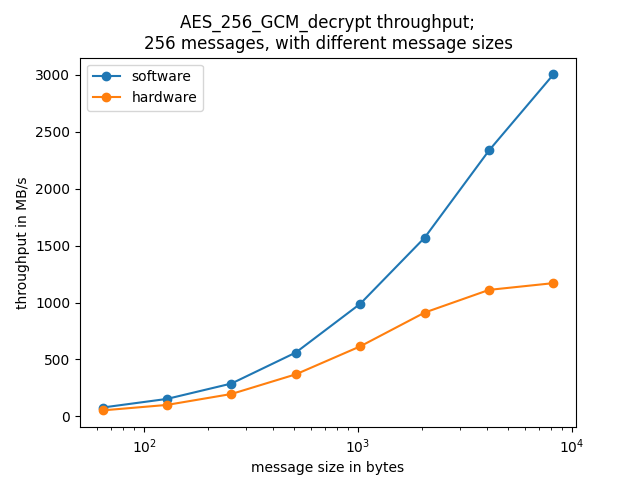 AES_256_GCM_decrypt throughput;
256 messages, with different message sizes
software
hardware
3000
2500
2000
1500
1000
500
0
throughput in MB/s
10²
10³
10⁴
message size in bytes